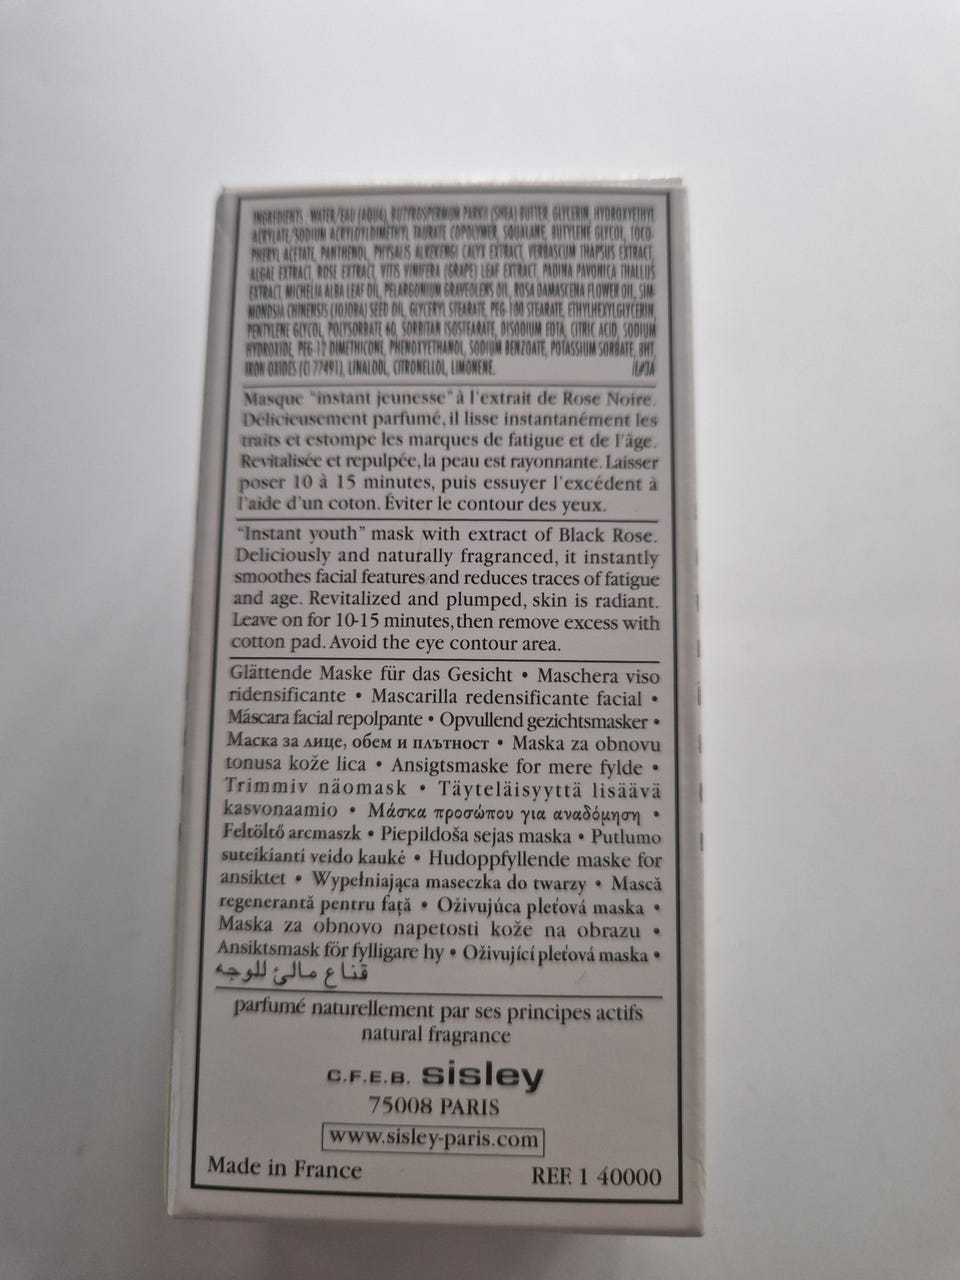 INGREDIENTS : WATER/EAU (AQUA), BUTYROSPERMUM PARKII (SHEA) BUTTER, GLYCERIN, HYDROXYETHYL
ACRYLATE/SODIUM ACRYLOYLDIMETHYL TAURATE COPOLYMER, SQUALANE, BUTYLENE GLYCOL, TOCO-
PHERYL ACETATE, PANTHENOL, PHYSALIS ALKEKENGI CALYX EXTRACT, VERBASCUM THAPSUS EXTRACT,
ALGAE EXTRACT, ROSE EXTRACT, VITIS VINIFERA (GRAPE) LEAF EXTRACT, PADINA PAVONICA THALLUS
EXTRACT, MICHELIA ALBA LEAF OIL, PELARGONIUM GRAVEOLENS OIL, ROSA DAMASCENA FLOWER OIL, SIM-
MONDSIA CHINENSIS (JOJOBA) SEED OIL, GLYCERYL STEARATE, PEG-100 STEARATE, ETHYLHEXYLGLYCERIN,
PENTYLENE GLYCOL, POLYSORBATE 60, SORBITAN ISOSTEARATE, DISODIUM EDTA, CITRIC ACID, SODIUM
HYDROXIDE, PEG-12 DIMETHICONE, PHENOXYETHANOL, SODIUM BENZOATE, POTASSIUM SORBATE, BHT,
IRON OXIDES (CI 77491), LINALOOL, CITRONELLOL, LIMONENE.
Masque "instant jeunesse" à l'extrait de Rose Noire.
Délicieusement parfumé, il lisse instantanément les
traits et estompe les marques de fatigue et de l'âge.
Revitalisée et repulpée, la peau est rayonnante. Laisser
poser 10 à 15 minutes, puis essuyer l'excédent à
l'aide d'un coton. Éviter le contour des yeux.
"Instant youth" mask with extract of Black Rose.
Deliciously and naturally fragranced, it instantly
smoothes facial features and reduces traces of fatigue
and age. Revitalized and plumped, skin is radiant.
Leave on for 10-15 minutes, then remove excess with
cotton pad. Avoid the eye contour area.
Glättende Maske für das Gesicht • Maschera viso
ridensificante • Mascarilla redensificante facial •
Máscara facial repolpante • Opvullend gezichtsmasker •
Маска за лице, обем и плътност • Maska za obnovu
tonusa kože lica • Ansigtsmaske for mere fylde •
Trimmiv näomask • Täyteläisyyttä lisäävä
kasvonaamio • Μάσκα προσώπου για αναδόμηση •
Feltöltő arcmaszk • Piepildoša sejas maska • Putlumo
suteikianti veido kaukė • Hudoppfyllende maske for
ansiktet • Wypełniająca maseczka do twarzy • Mască
regenerantă pentru față • Oživujúca pleťová maska •
Maska za obnovo napetosti kože na obrazu •
Ansiktsmask för fylligare hy • Oživující pleťová maska •
قناع مالئ للوجه
parfumé naturellement par ses principes actifs
natural fragrance
C.F.E.B. sisley
75008 PARIS
www.sisley-paris.com
Made in France REF. 1 40000